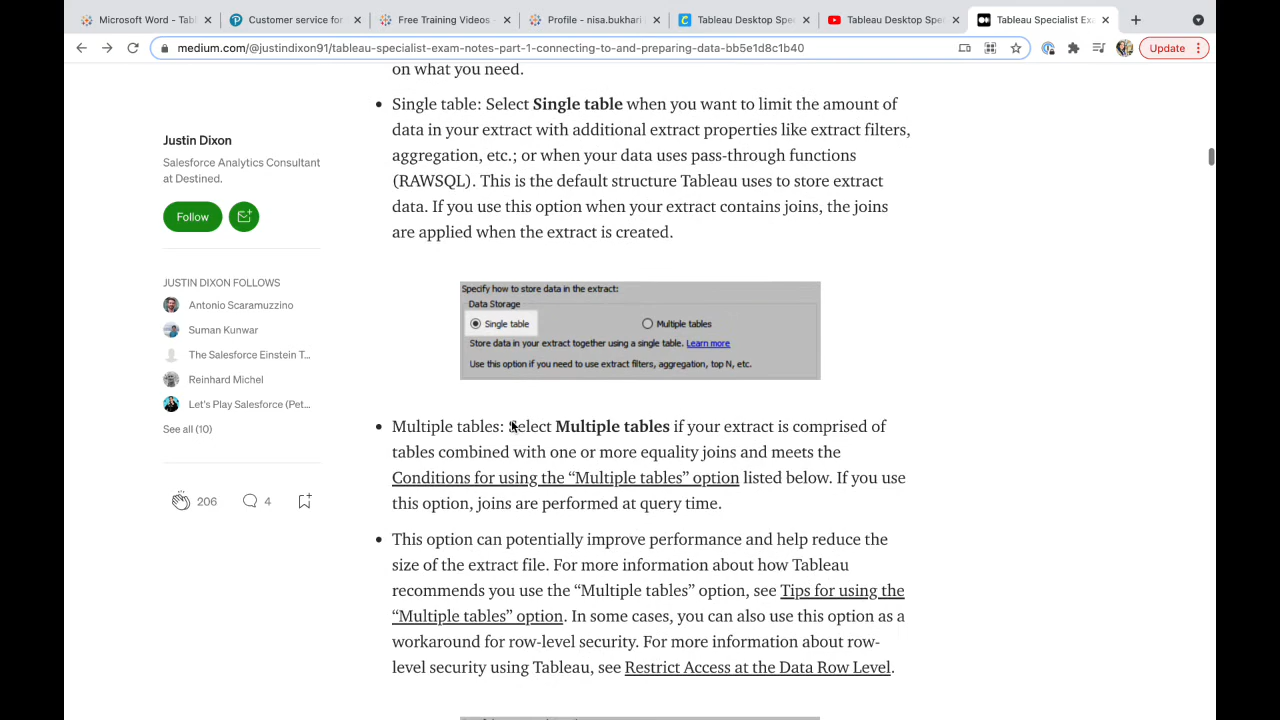 Microsoft Word - Tabl
Customer service for
Free Training Videos -
Profile - nisa.bukhari
Tableau Desktop Spec
Tableau Desktop Spec
Tableau Specialist Exa
medium.com/@justindixon91/tableau-specialist-exam-notes-part-1-connecting-to-and-preparing-data-bb5e1d8c1b40
Update
on what you need.
• Single table: Select Single table when you want to limit the amount of
data in your extract with additional extract properties like extract filters,
aggregation, etc.; or when your data uses pass-through functions
(RAWSQL). This is the default structure Tableau uses to store extract
data. If you use this option when your extract contains joins, the joins
are applied when the extract is created.
Justin Dixon
Salesforce Analytics Consultant
at Destined.
Follow
JUSTIN DIXON FOLLOWS
Antonio Scaramuzzino
Suman Kunwar
The Salesforce Einstein T...
Reinhard Michel
Let's Play Salesforce (Pet...
See all (10)
206
4
Specify how to store data in the extract:
Data Storage
Single table
Multiple tables
Store data in your extract together using a single table. Learn more
Use this option if you need to use extract filters, aggregation, top N, etc.
• Multiple tables: Select Multiple tables if your extract is comprised of
tables combined with one or more equality joins and meets the
Conditions for using the “Multiple tables” option listed below. If you use
this option, joins are performed at query time.
• This option can potentially improve performance and help reduce the
size of the extract file. For more information about how Tableau
recommends you use the “Multiple tables” option, see Tips for using the
“Multiple tables” option. In some cases, you can also use this option as a
workaround for row-level security. For more information about row-
level security using Tableau, see Restrict Access at the Data Row Level.